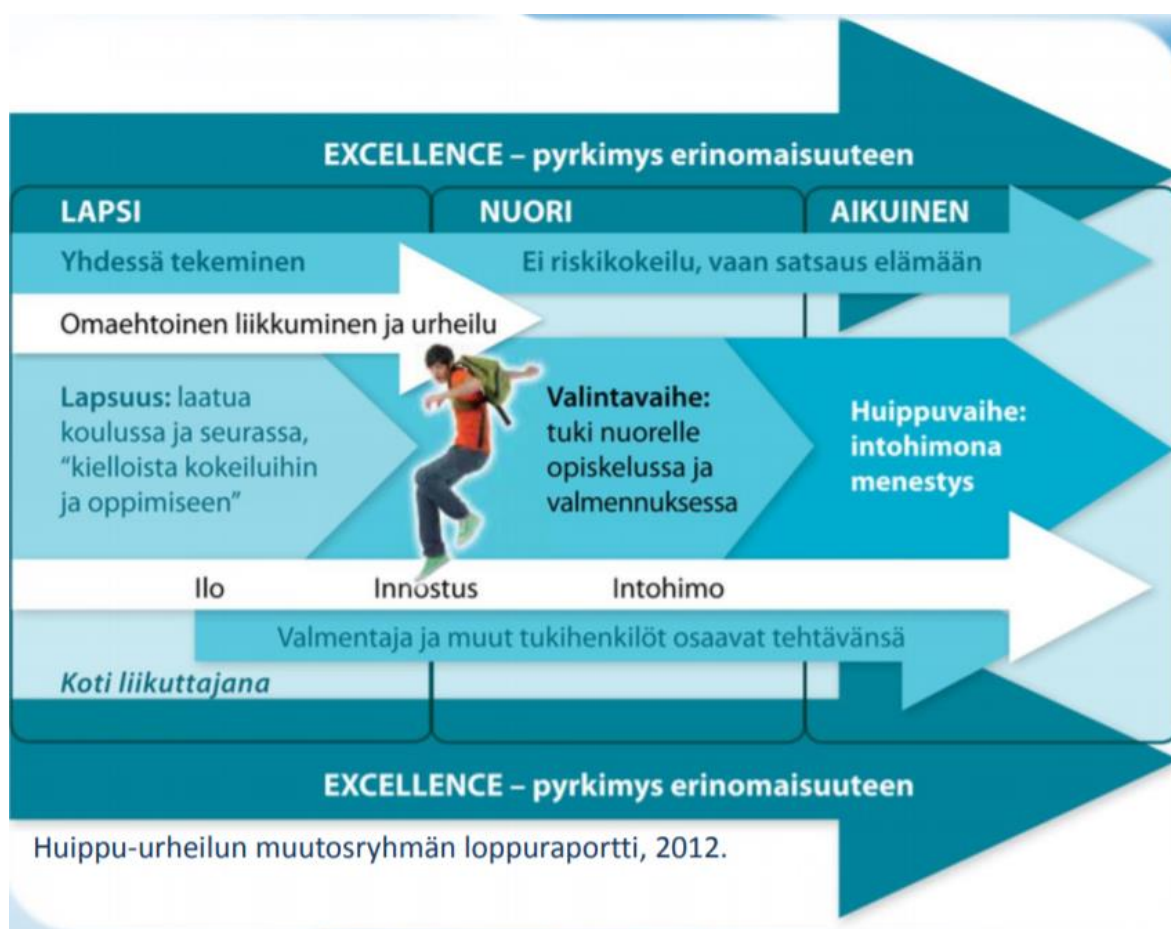 EXCELLENCE – pyrkimys erinomaisuuteen
LAPSI
NUORI
AIKUINEN
Yhdessä tekeminen
Ei riskikokeilu, vaan satsaus elämään
Omaehtoinen liikkuminen ja urheilu
Lapsuus: laatua
koulussa ja seurassa,
"kielloista kokeiluihin
ja oppimiseen"
Valintavaihe:
tuki nuorelle
opiskelussa ja
valmennuksessa
Huippuvaihe:
intohimona
menestys
Ilo
Innostus
Intohimo
Valmentaja ja muut tukihenkilöt osaavat tehtävänsä
Koti liikuttajana
EXCELLENCE – pyrkimys erinomaisuuteen
Huippu-urheilun muutosryhmän loppuraportti, 2012.